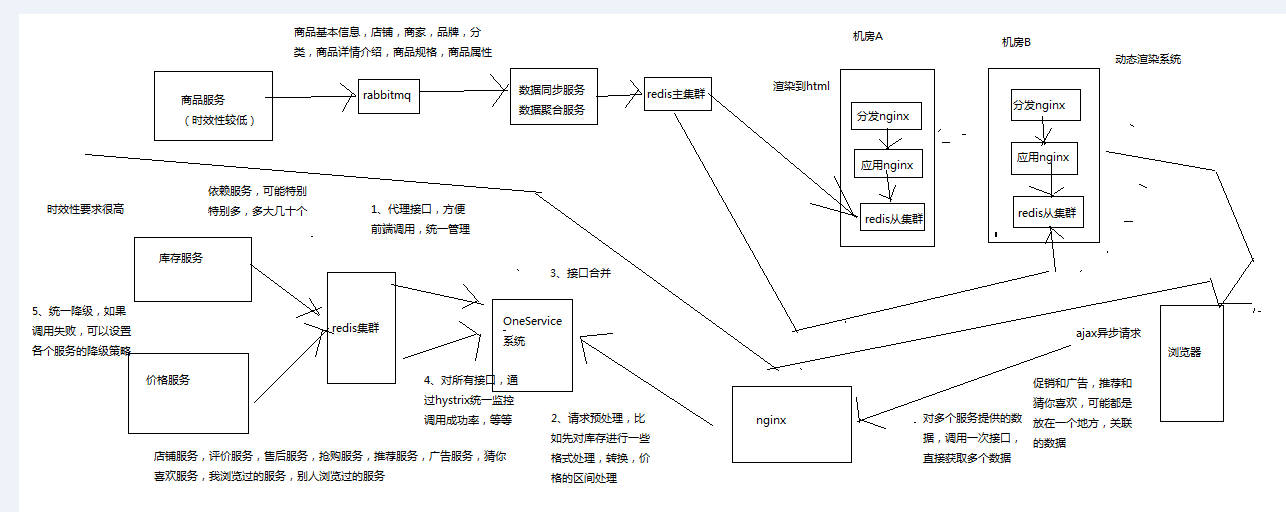 商品基本信息，店铺，商家，品牌，分
类，商品详情介绍，商品规格，商品属性
机房A
机房B
动态渲染系统
商品服务
（时效性较低）
rabbitmq
数据同步服务
数据聚合服务
redis主集群
渲染到html
分发nginx
应用nginx
redis从集群
分发nginx
应用nginx
redis从集群
时效性要求很高
依赖服务，可能特别
特别多，多大几十个
1、代理接口，方便
前端调用，统一管理
库存服务
3、接口合并
5、统一降级，如果
调用失败，可以设置
各个服务的降级策略
redis集群
OneService
系统
ajax异步请求
浏览器
价格服务
4、对所有接口，通
过hystrix统一监控
调用成功率，等等
2、请求预处理，比
如先对库存进行一些
格式处理，转换，价
格的区间处理
nginx
对多个服务提供的数
据，调用一次接口，
直接获取多个数据
促销和广告，推荐和
猜你喜欢，可能都是
放在一个地方，关联
的数据
店铺服务，评价服务，售后服务，抢购服务，推荐服务，广告服务，猜你
喜欢服务，我浏览过的服务，别人浏览过的服务